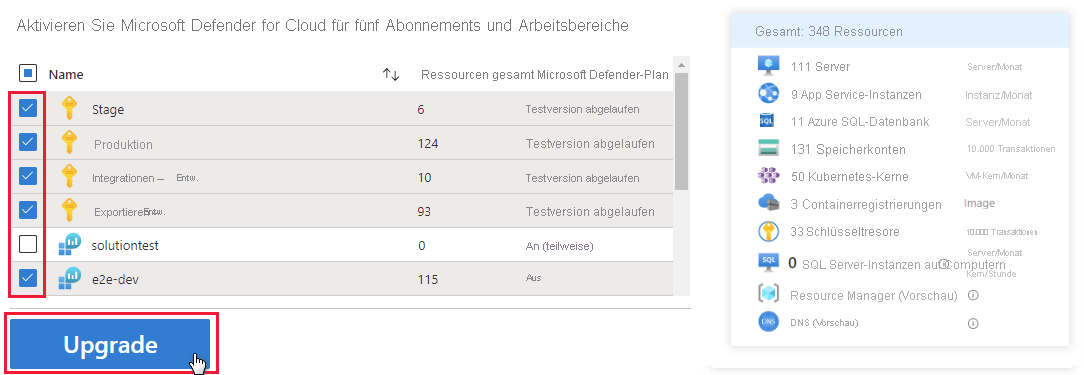 Aktivieren Sie Microsoft Defender for Cloud für fünf Abonnements und Arbeitsbereiche
Name Ressourcen gesamt Microsoft Defender-Plan
Stage 6 Testversion abgelaufen
Produktion 124 Testversion abgelaufen
Integrationen – Entw. 10 Testversion abgelaufen
Exportieren Entw. 93 Testversion abgelaufen
solutiontest 0 An (teilweise)
e2e-dev 115 Aus
Upgrade
Gesamt: 348 Ressourcen
111 Server Server/Monat
9 App Service-Instanzen Instanz/Monat
SQL 11 Azure SQL-Datenbank Server/Monat
131 Speicherkonten 10.000 Transaktionen
50 Kubernetes-Kerne VM-Kern/Monat
3 Containerregistrierungen Image
33 Schlüsseltresore 10.000 Transaktionen
Server/Monat
SQL 0 SQL Server-Instanzen auf Computern
Kern/Stunde
Resource Manager (Vorschau)
DNS DNS (Vorschau)